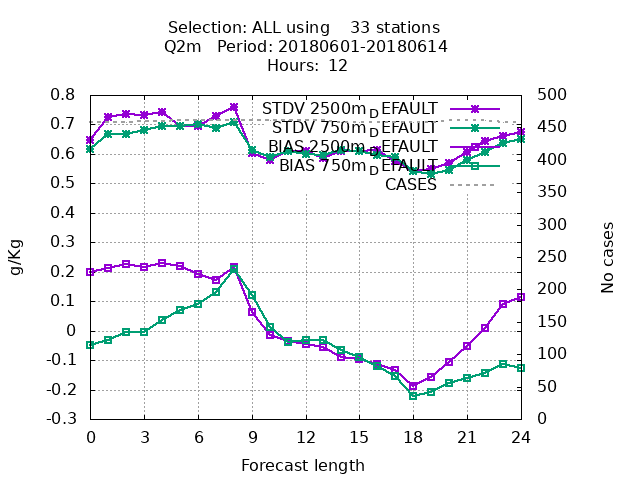 Selection: ALL using    33 stations
Q2m   Period: 20180601-20180614
Hours:  12
0.8
0.7
0.6
0.5
0.4
0.3
0.2
0.1
0
-0.1
-0.2
-0.3
g/Kg
STDV 2500m_DEFAULT
STDV 750m_DEFAULT
BIAS 2500m_DEFAULT
BIAS 750m_DEFAULT
CASES
500
450
400
350
300
250
200
150
100
50
0
No cases
0 3 6 9 12 15 18 21 24
Forecast length